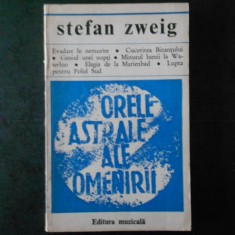 stefan zweig
Evadare în nemurire • Cucerirea Bizanțului
• Geniul unei nopți • Minutul lumii la Wa-
terloo • Elegia de la Marienbad • Lupta
pentru Polul Sud
ORELE
ASTRALE
ALE
OMENIRII
Editura muzicală